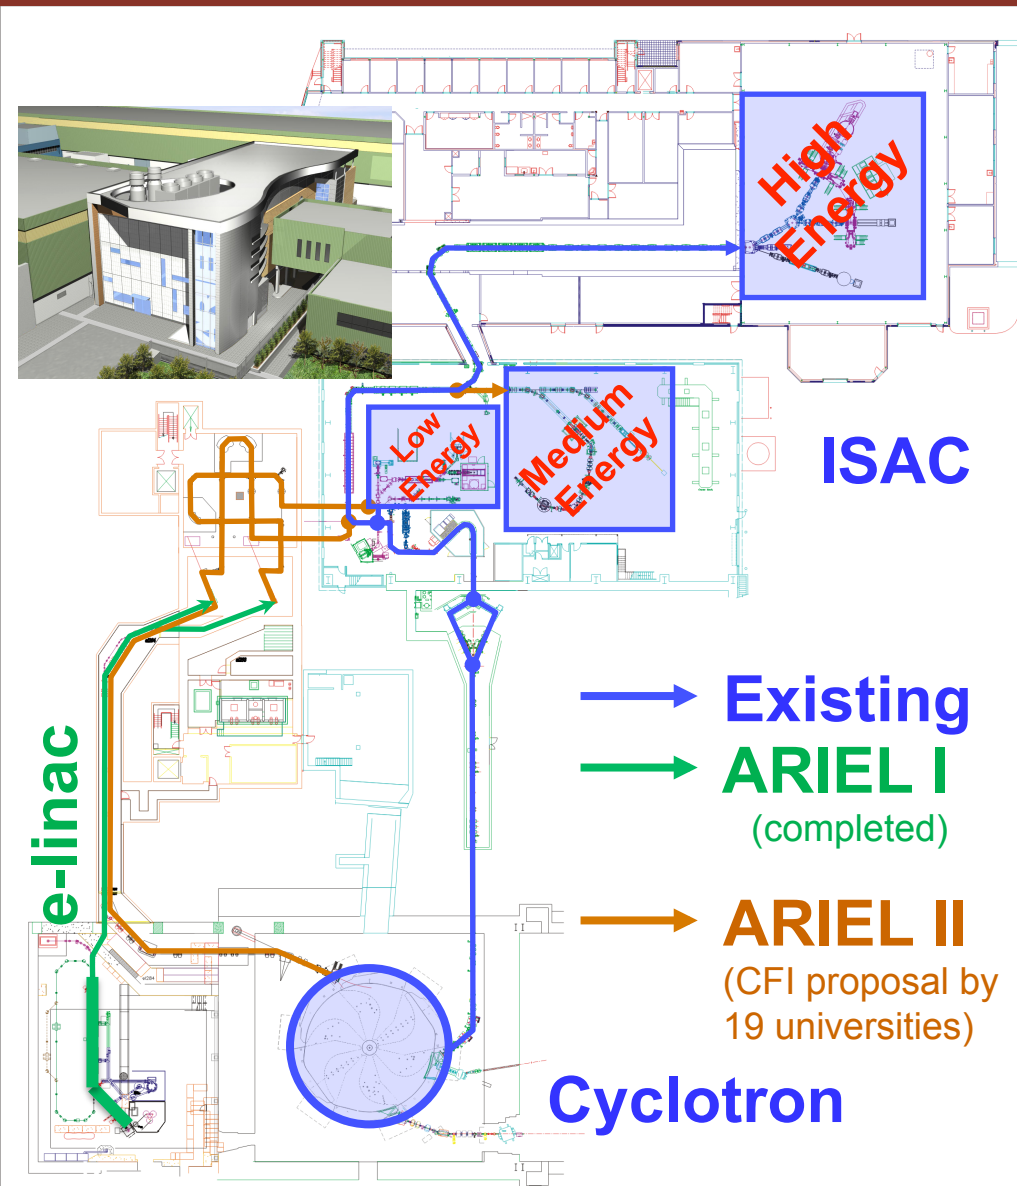 High
Energy
Low
Energy
Medium
Energy
ISAC
Existing
ARIEL I
(completed)
e-linac
ARIEL II
(CFI proposal by
19 universities)
Cyclotron